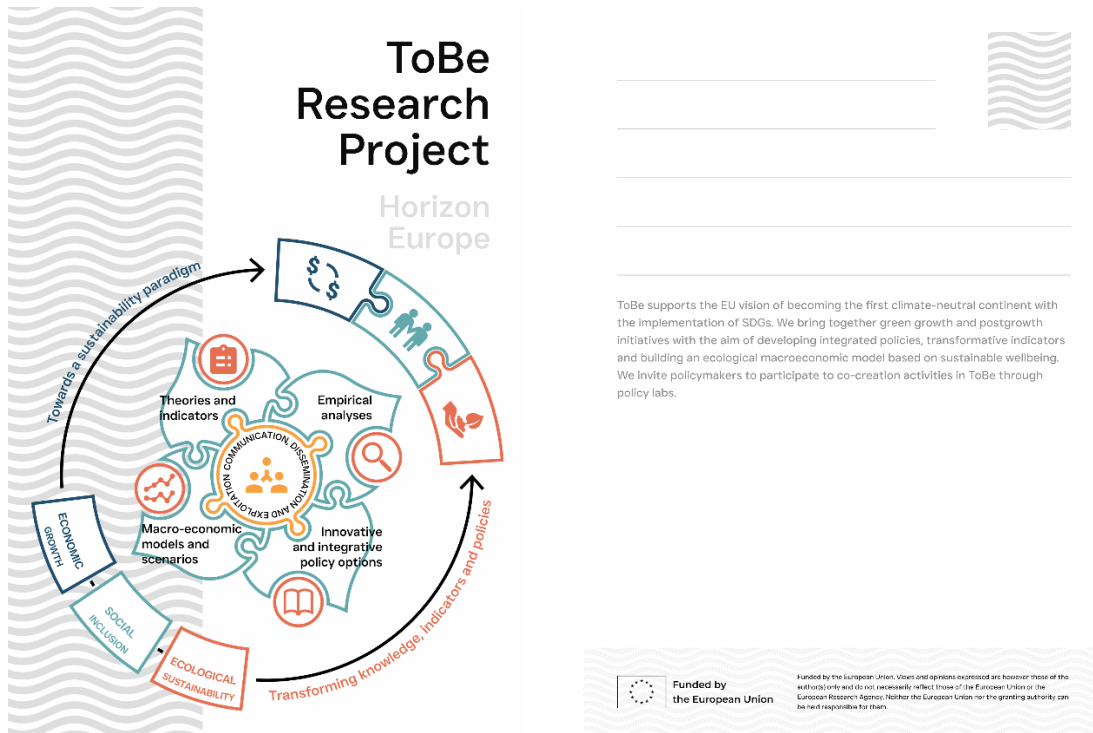 ToBe
Research
Project
Horizon
Europe
Towards a sustainability paradigm
$
$
Theories and
indicators
Empirical
analyses
COMMUNICATION, DISSEMINATION AND EXPLOITATION
Macro-economic
models and
scenarios
Innovative
and integrative
policy options
ECONOMIC
GROWTH
SOCIAL
INCLUSION
ECOLOGICAL
SUSTAINABILITY
Transforming knowledge, indicators and policies
ToBe supports the EU vision of becoming the first climate-neutral continent with
the implementation of SDGs. We bring together green growth and postgrowth
initiatives with the aim of developing integrated policies, transformative indicators
and building an ecological macroeconomic model based on sustainable wellbeing.
We invite policymakers to participate to co-creation activities in ToBe through
policy labs.
Funded by
the European Union
Funded by the European Union. Views and opinions expressed are however those of the
author(s) only and do not necessarily reflect those of the European Union or the
European Research Agency. Neither the European Union nor the granting authority can
be held responsible for them.